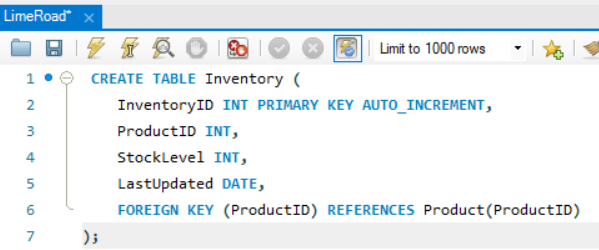 LimeRoad*
Limit to 1000 rows
1 CREATE TABLE Inventory (
2 InventoryID INT PRIMARY KEY AUTO_INCREMENT,
3 ProductID INT,
4 StockLevel INT,
5 LastUpdated DATE,
6 FOREIGN KEY (ProductID) REFERENCES Product(ProductID)
7 );